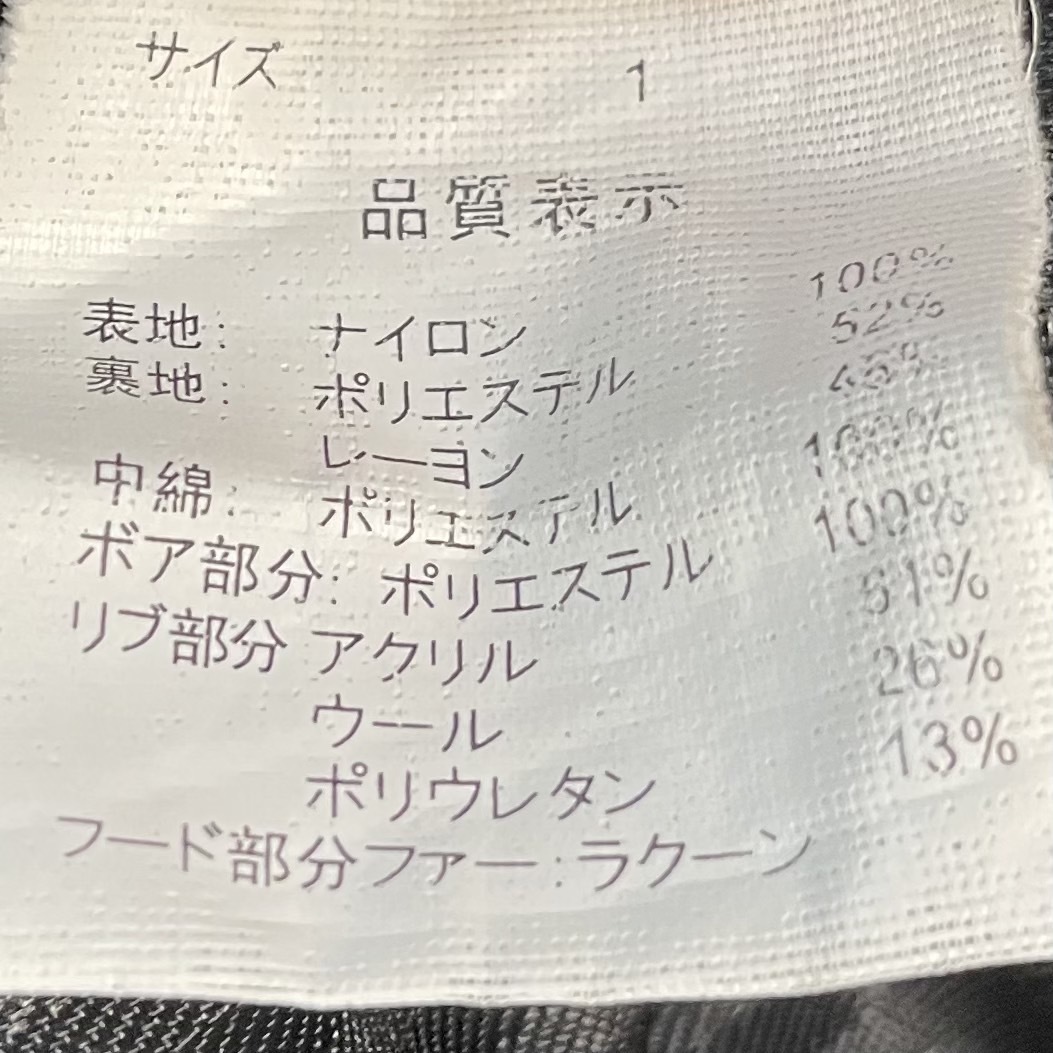 サイズ 1
品質表示
表地: ナイロン 100%
裏地: ポリエステル 52%
レーヨン 48%
中綿: ポリエステル 100%
ボア部分: ポリエステル 100%
リブ部分 アクリル 61%
ウール 26%
ポリウレタン 13%
フード部分ファー:ラクーン